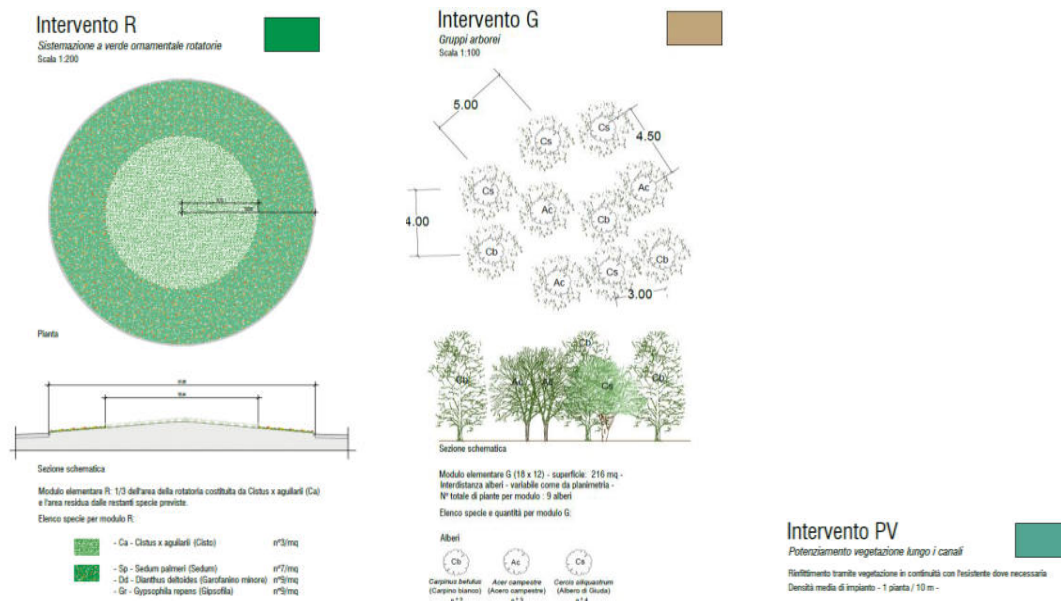 Intervento R
Sistemazione a verde ornamentale rotatorie
Scala 1:200
Pianta
Sezione schematica
Modulo elementare R: 1/3 dell'area della rotatoria costituita da Cistus x aguilarii (Ca)
e l'area residua dalle restanti specie previste.
Elenco specie per modulo R:
- Ca - Cistus x aguilarii (Cisto) n°3/mq
- Sp - Sedum palmeri (Sedum) n°7/mq
- Dd - Dianthus deltoides (Garofanino minore) n°9/mq
- Gr - Gypsophila repens (Gipsofila) n°9/mq
Intervento G
Gruppi arborei
Scala 1:100
5.00
Cs
4.50
Cs
Cs
Ac
Ac
4.00
Cb
Cb
Cb
Cs
Ac
3.00
Cb
Cb
Ac
Ac
Cs
Cb
Sezione schematica
Modulo elementare G (18 x 12) - superficie: 216 mq -
Interdistanza alberi - variabile come da planimetria -
N° totale di piante per modulo : 9 alberi
Elenco specie e quantità per modulo G:
Alberi
Cb Ac Cs
Carpinus betulus Acer campestre Cercis siliquastrum
(Carpino bianco) (Acero campestre) (Albero di Giuda)
Intervento PV
Potenziamento vegetazione lungo i canali
Rinfittimento tramite vegetazione in continuità con l'esistente dove necessaria
Densità media di impianto - 1 pianta / 10 m -